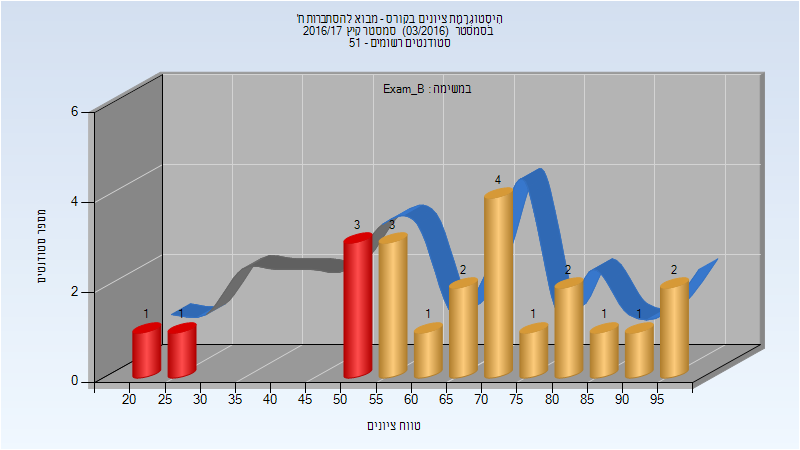 היסטוגרמת ציונים בקורס - מבוא להסתברות ח'
בסמסטר (03/2016) סמסטר קיץ 2016/17
סטודנטים רשומים - 51
במשימה : Exam_B
מספר סטודנטים
6
4
2
0
1 1 3 3 1 2 4 1 2 1 1 2
20 25 30 35 40 45 50 55 60 65 70 75 80 85 90 95
טווח ציונים